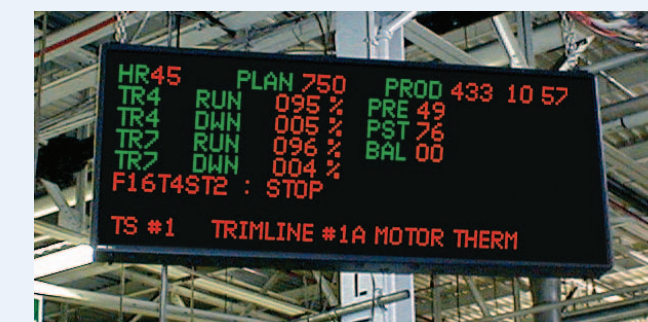 HR45 PLAN 750 PROD 433 10 57
TR4 RUN 095 % PRE 49
TR4 DWN 005 % PST 76
TR7 RUN 096 % BAL 00
TR7 DWN 004 %
F16T4ST2 : STOP
TS #1 TRIMLINE #1A MOTOR THERM